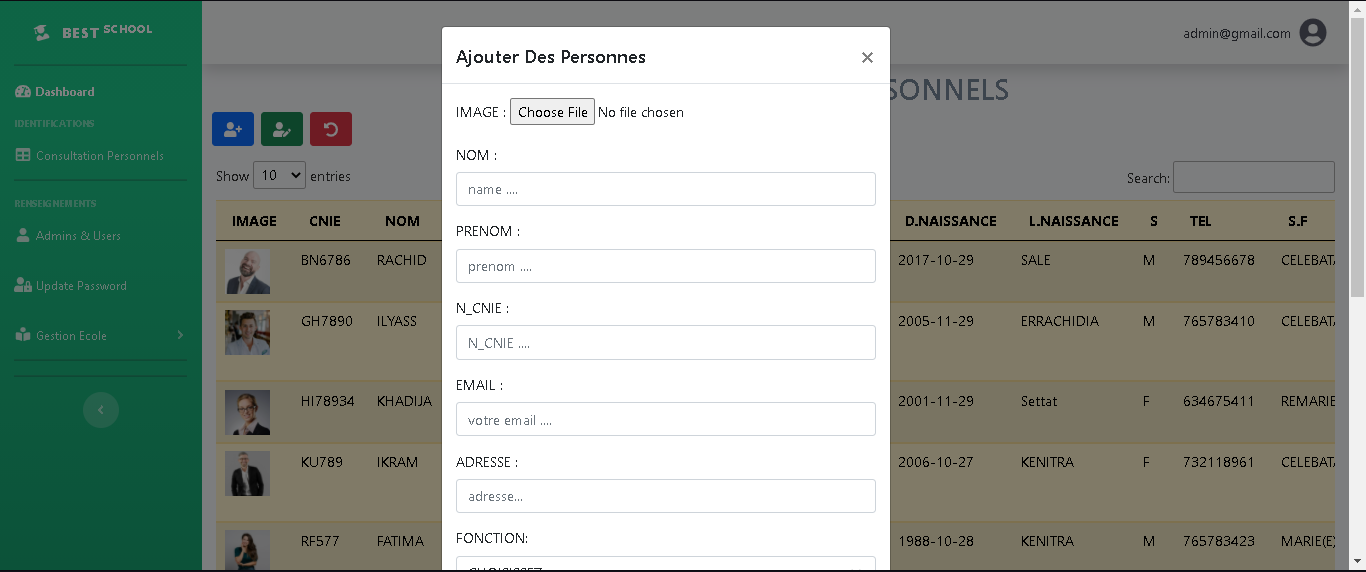 BEST SCHOOL
admin@gmail.com
Dashboard
IDENTIFICATIONS
Consultation Personnels
RENSEIGNEMENTS
Admins & Users
Update Password
Gestion Ecole
SONNELS
Show 10 entries
Search:
IMAGE CNIE NOM D.NAISSANCE L.NAISSANCE S TEL S.F
BN6786 RACHID 2017-10-29 SALE M 789456678 CELEBATA
GH7890 ILYASS 2005-11-29 ERRACHIDIA M 765783410 CELEBATA
HI78934 KHADIJA 2001-11-29 Settat F 634675411 REMARIE
KU789 IKRAM 2006-10-27 KENITRA F 732118961 CELEBATA
RF577 FATIMA 1988-10-28 KENITRA M 765783423 MARIE(E)
Ajouter Des Personnes ×
IMAGE : Choose File No file chosen
NOM :
name ....
PRENOM :
prenom ....
N_CNIE :
N_CNIE ....
EMAIL :
votre email ....
ADRESSE :
adresse...
FONCTION: